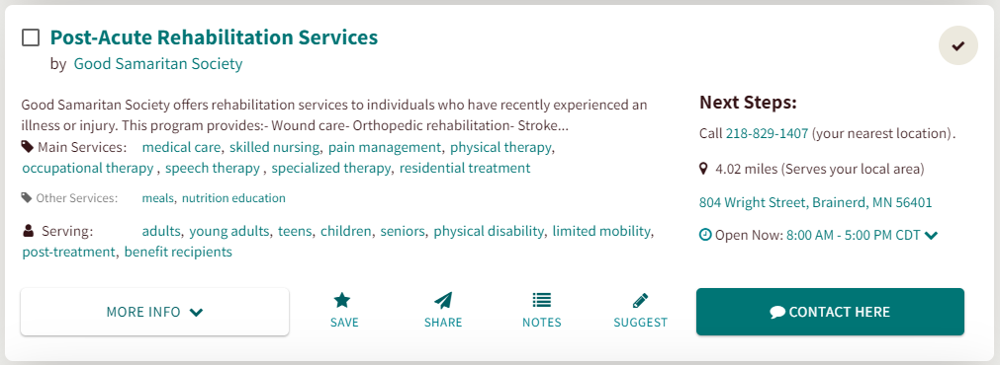 Post-Acute Rehabilitation Services
by Good Samaritan Society
Good Samaritan Society offers rehabilitation services to individuals who have recently experienced an
illness or injury. This program provides:- Wound care- Orthopedic rehabilitation- Stroke...
Main Services: medical care, skilled nursing, pain management, physical therapy,
occupational therapy , speech therapy , specialized therapy, residential treatment
Other Services: meals, nutrition education
Serving: adults, young adults, teens, children, seniors, physical disability, limited mobility,
post-treatment, benefit recipients
Next Steps:
Call 218-829-1407 (your nearest location).
4.02 miles (Serves your local area)
804 Wright Street, Brainerd, MN 56401
Open Now: 8:00 AM - 5:00 PM CDT
MORE INFO
SAVE
SHARE
NOTES
SUGGEST
CONTACT HERE